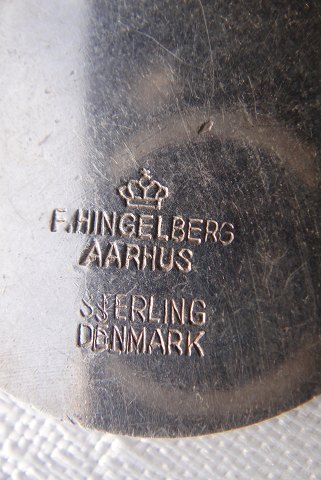 F. HINGELBERG
AARHUS
STERLING
DENMARK